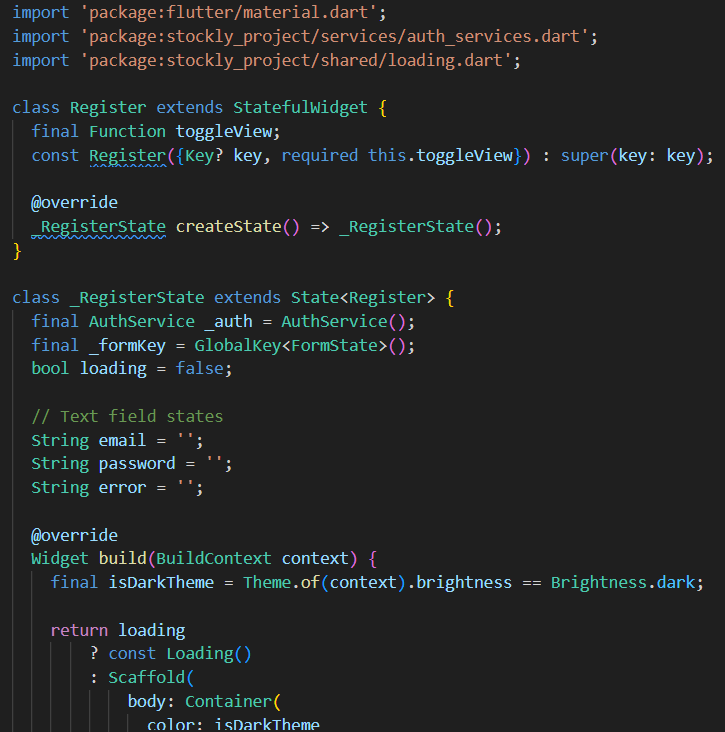 import 'package:flutter/material.dart';
import 'package:stockly_project/services/auth_services.dart';
import 'package:stockly_project/shared/loading.dart';

class Register extends StatefulWidget {
  final Function toggleView;
  const Register({Key? key, required this.toggleView}) : super(key: key);

  @override
  _RegisterState createState() => _RegisterState();
}

class _RegisterState extends State<Register> {
  final AuthService _auth = AuthService();
  final _formKey = GlobalKey<FormState>();
  bool loading = false;

  // Text field states
  String email = '';
  String password = '';
  String error = '';

  @override
  Widget build(BuildContext context) {
    final isDarkTheme = Theme.of(context).brightness == Brightness.dark;

    return loading
        ? const Loading()
        : Scaffold(
            body: Container(
              color: isDarkTheme